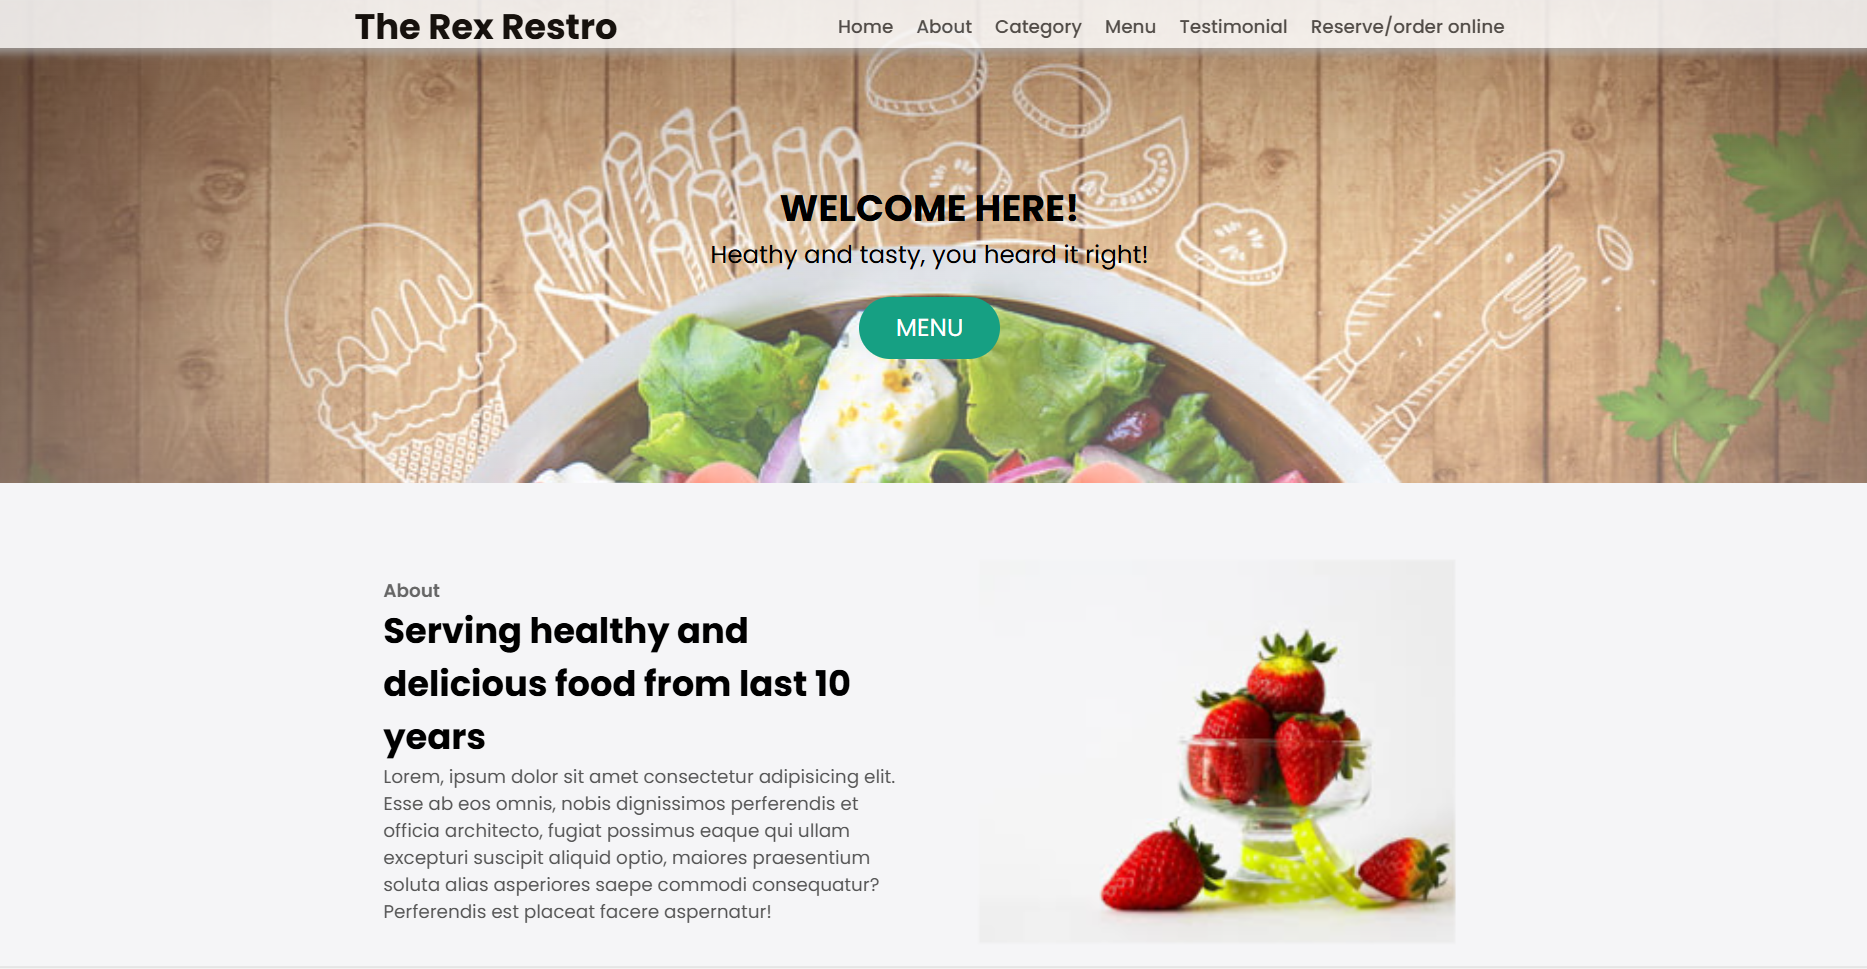 The Rex Restro
Home About Category Menu Testimonial Reserve/order online
WELCOME HERE!
Heathy and tasty, you heard it right!
MENU
About
Serving healthy and
delicious food from last 10
years
Lorem, ipsum dolor sit amet consectetur adipisicing elit.
Esse ab eos omnis, nobis dignissimos perferendis et
officia architecto, fugiat possimus eaque qui ullam
excepturi suscipit aliquid optio, maiores praesentium
soluta alias asperiores saepe commodi consequatur?
Perferendis est placeat facere aspernatur!